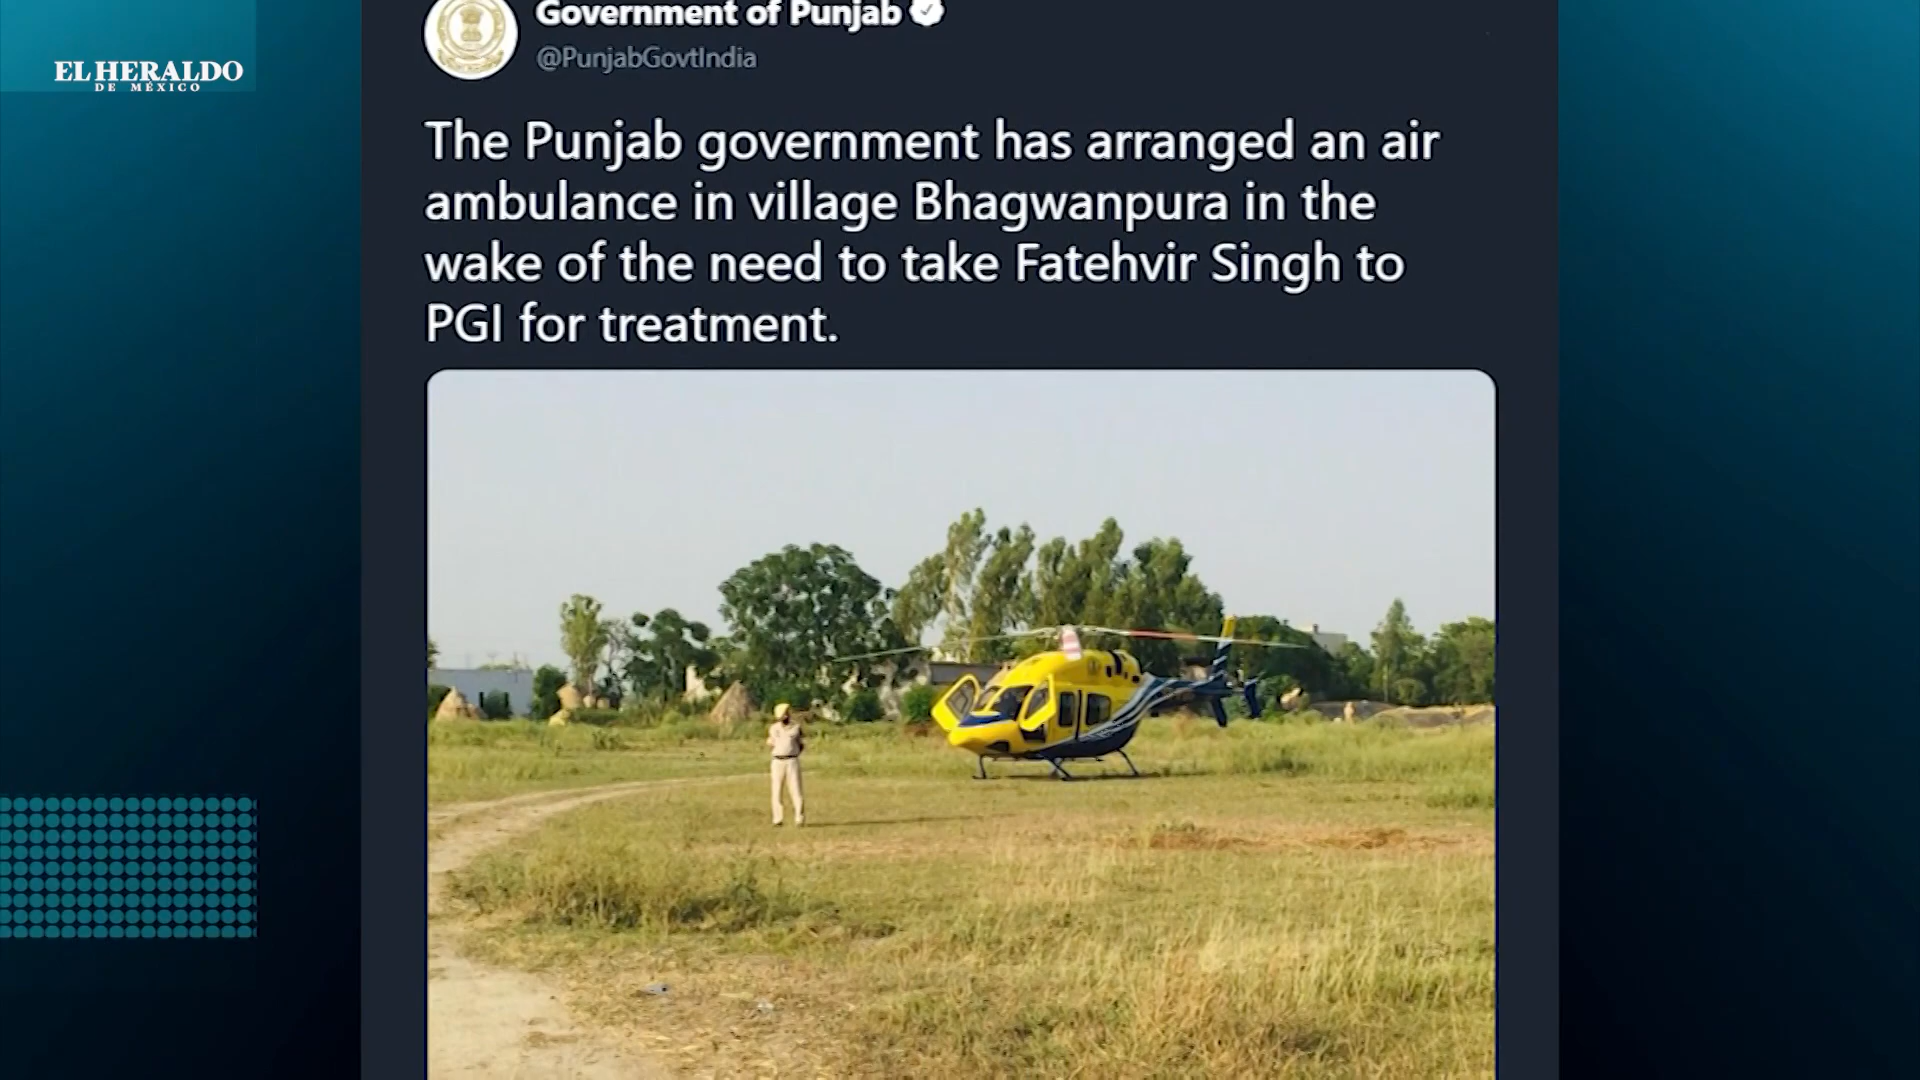 EL HERALDO
DE MÉXICO
Government of Punjab
@PunjabGovtIndia
The Punjab government has arranged an air
ambulance in village Bhagwanpura in the
wake of the need to take Fatehvir Singh to
PGI for treatment.